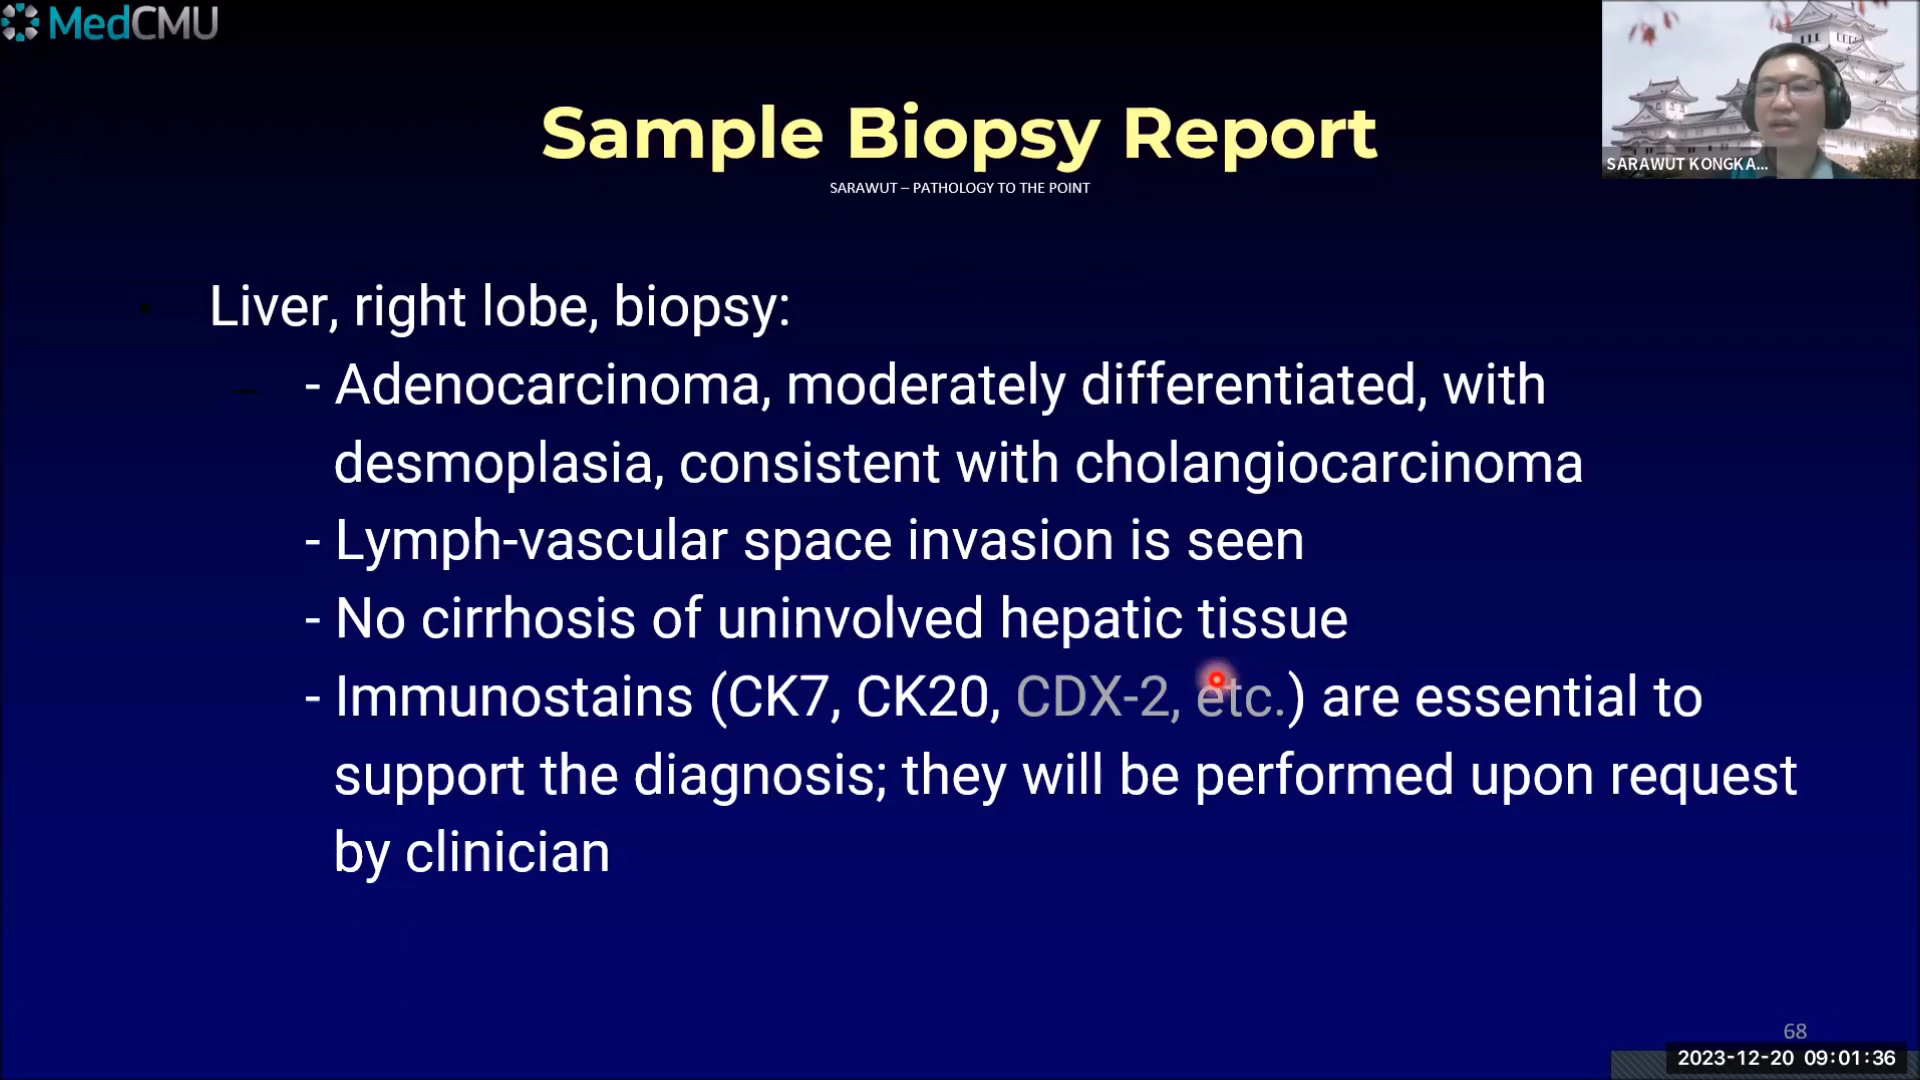 MedCMU
Sample Biopsy Report
SARAWUT – PATHOLOGY TO THE POINT
SARAWUT KONGKA...
Liver, right lobe, biopsy:
- Adenocarcinoma, moderately differentiated, with
desmoplasia, consistent with cholangiocarcinoma
- Lymph-vascular space invasion is seen
- No cirrhosis of uninvolved hepatic tissue
- Immunostains (CK7, CK20, CDX-2, etc.) are essential to
support the diagnosis; they will be performed upon request
by clinician
68
2023-12-20 09:01:36